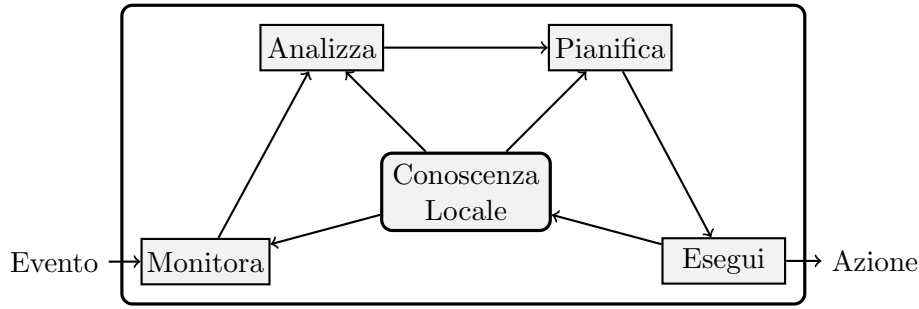 Analizza
Pianifica
Conoscenza
Locale
Evento
Monitora
Esegui
Azione